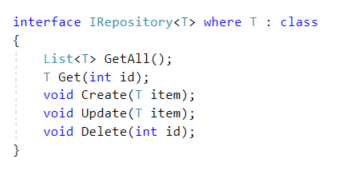 interface IRepository<T> where T : class
{
    List<T> GetAll();
    T Get(int id);
    void Create(T item);
    void Update(T item);
    void Delete(int id);
}